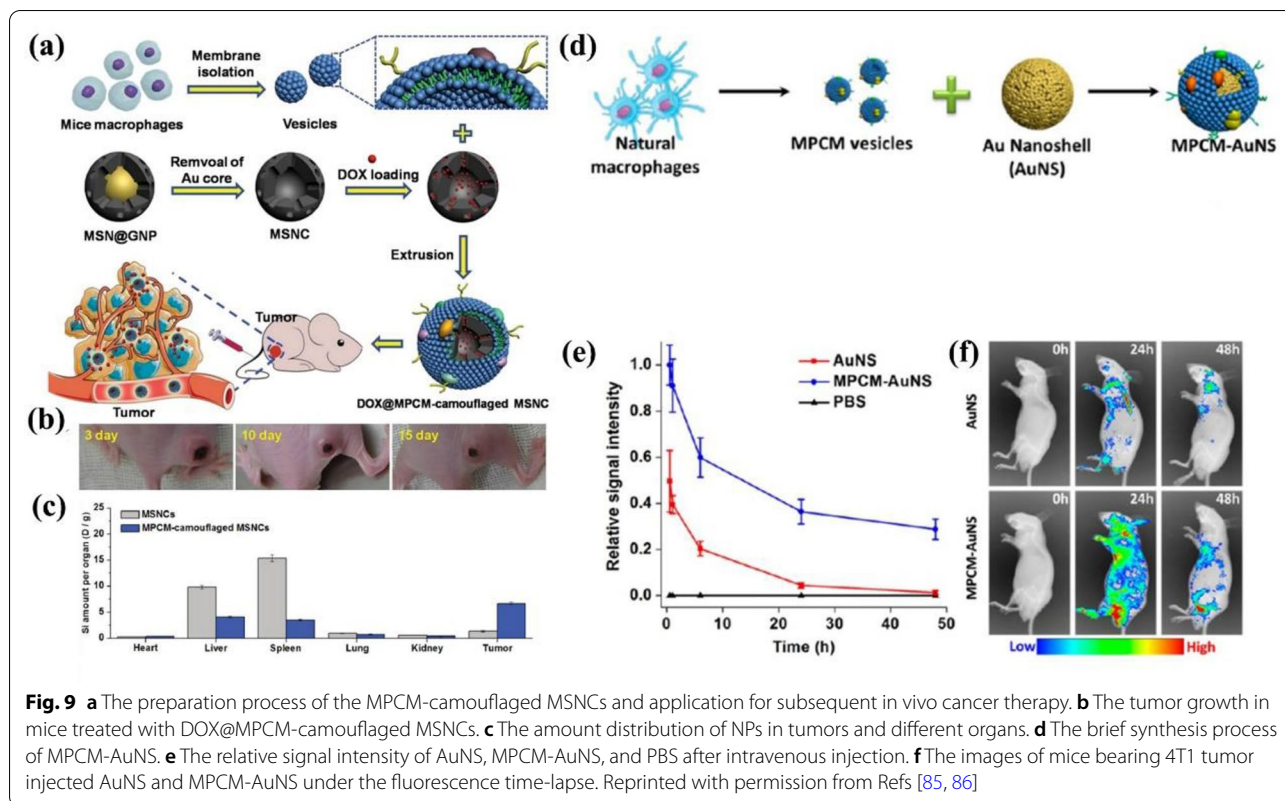 (a)
Membrane
isolation
Mice macrophages
Vesicles
+
Remvoal of
Au core
DOX loading
MSN@GNP
MSNC
Extrusion
Tumor
Tumor
DOX@MPCM-camouflaged MSNC
(b)
3 day
10 day
15 day
(c)
MSNCs
MPCM-camouflaged MSNCs
Si amount per organ (D / g)
25
20
15
10
5
0
Heart
Liver
Spleen
Lung
Kidney
Tumor
(d)
Natural
macrophages
MPCM vesicles
+
Au Nanoshell
(AuNS)
MPCM-AuNS
(e)
AuNS
MPCM-AuNS
PBS
Relative signal intensity
1.0
0.8
0.6
0.4
0.2
0.0
0
10
20
30
40
50
Time (h)
(f)
AuNS
0h
24h
48h
MPCM-AuNS
0h
24h
48h
Low
High
Fig. 9 a The preparation process of the MPCM-camouflaged MSNCs and application for subsequent in vivo cancer therapy. b The tumor growth in
mice treated with DOX@MPCM-camouflaged MSNCs. c The amount distribution of NPs in tumors and different organs. d The brief synthesis process
of MPCM-AuNS. e The relative signal intensity of AuNS, MPCM-AuNS, and PBS after intravenous injection. f The images of mice bearing 4T1 tumor
injected AuNS and MPCM-AuNS under the fluorescence time-lapse. Reprinted with permission from Refs [85, 86]